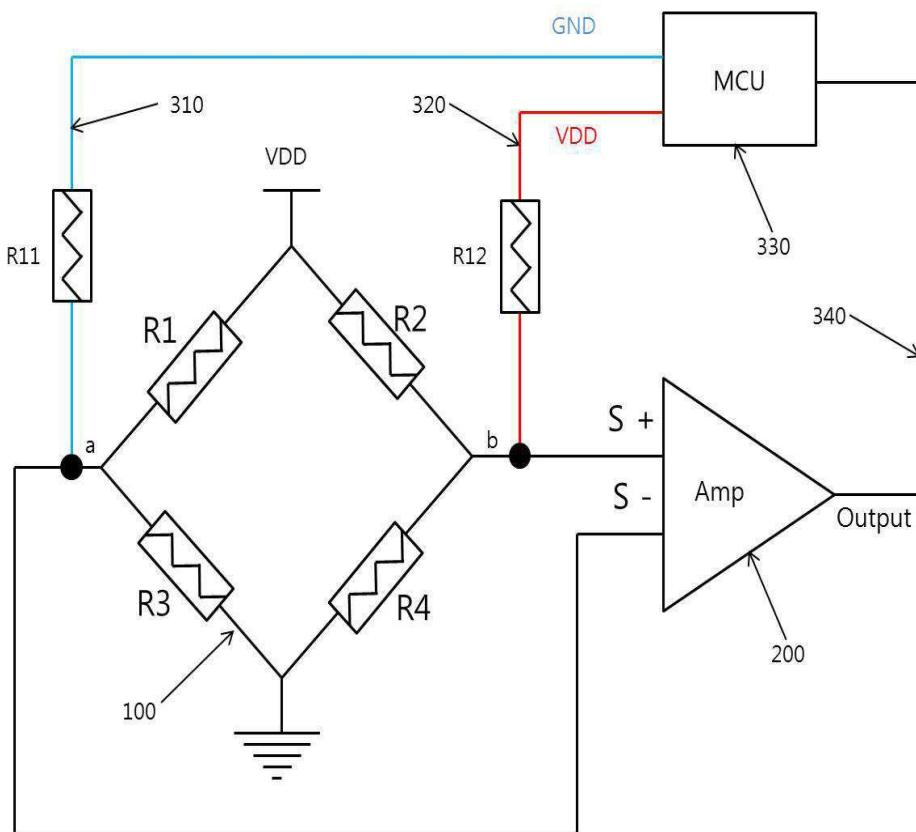 GND
MCU
310
320
VDD
VDD
R11
R12
330
R1
R2
340
a
b
S +
S -
Amp
Output
R3
R4
200
100